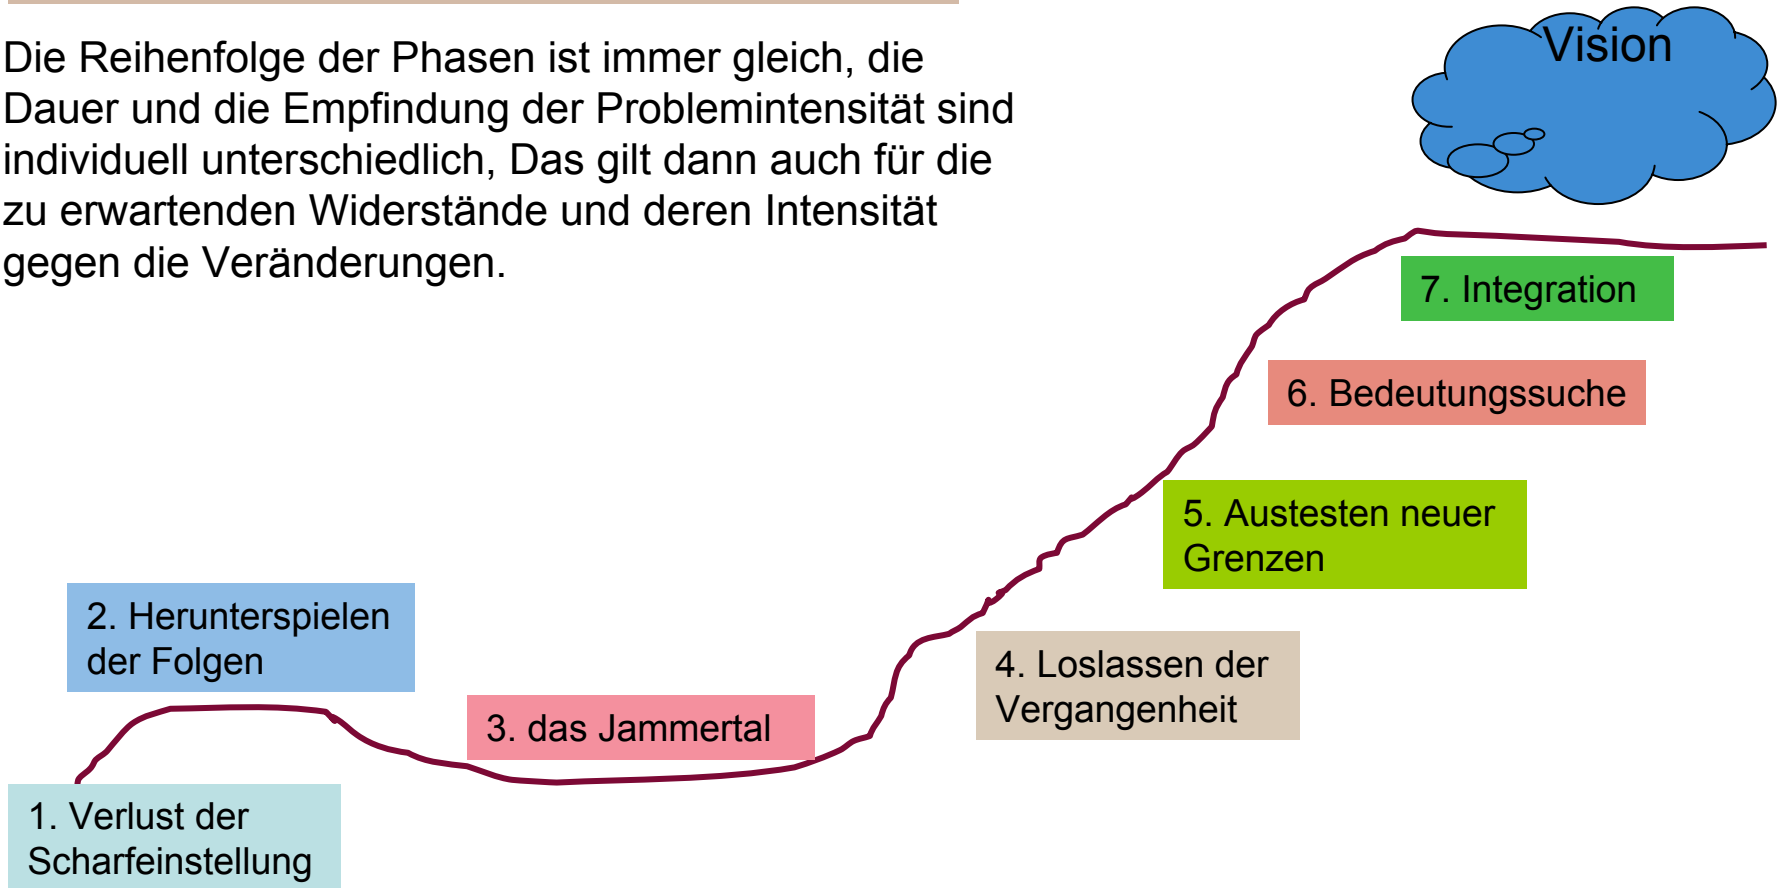 Die Reihenfolge der Phasen ist immer gleich, die
Dauer und die Empfindung der Problemintensität sind
individuell unterschiedlich, Das gilt dann auch für die
zu erwartenden Widerstände und deren Intensität
gegen die Veränderungen.
Vision
7. Integration
6. Bedeutungssuche
5. Austesten neuer
Grenzen
2. Herunterspielen
der Folgen
4. Loslassen der
Vergangenheit
3. das Jammertal
1. Verlust der
Scharfeinstellung